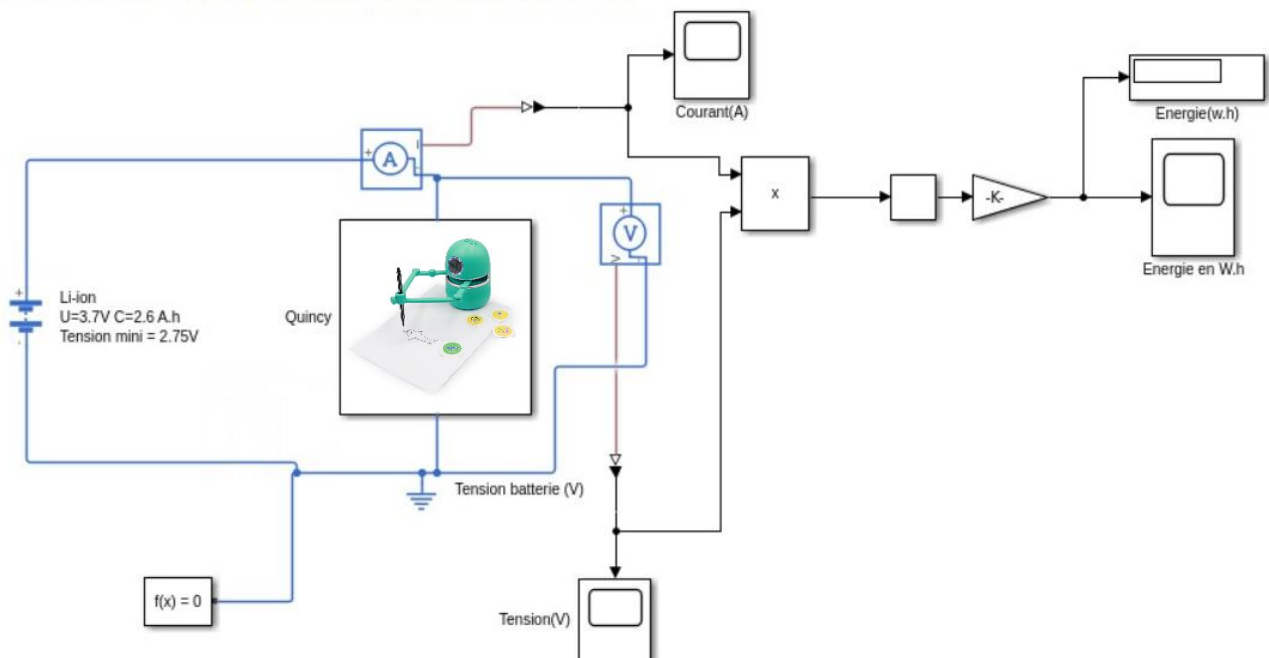 Courant(A)
Energie(w.h)
A
+
I
-
x
-K-
+
V
V
-
Energie en W.h
+
Li-ion
U=3.7V C=2.6 A.h
Tension mini = 2.75V
-
Quincy
Tension batterie (V)
f(x) = 0
Tension(V)